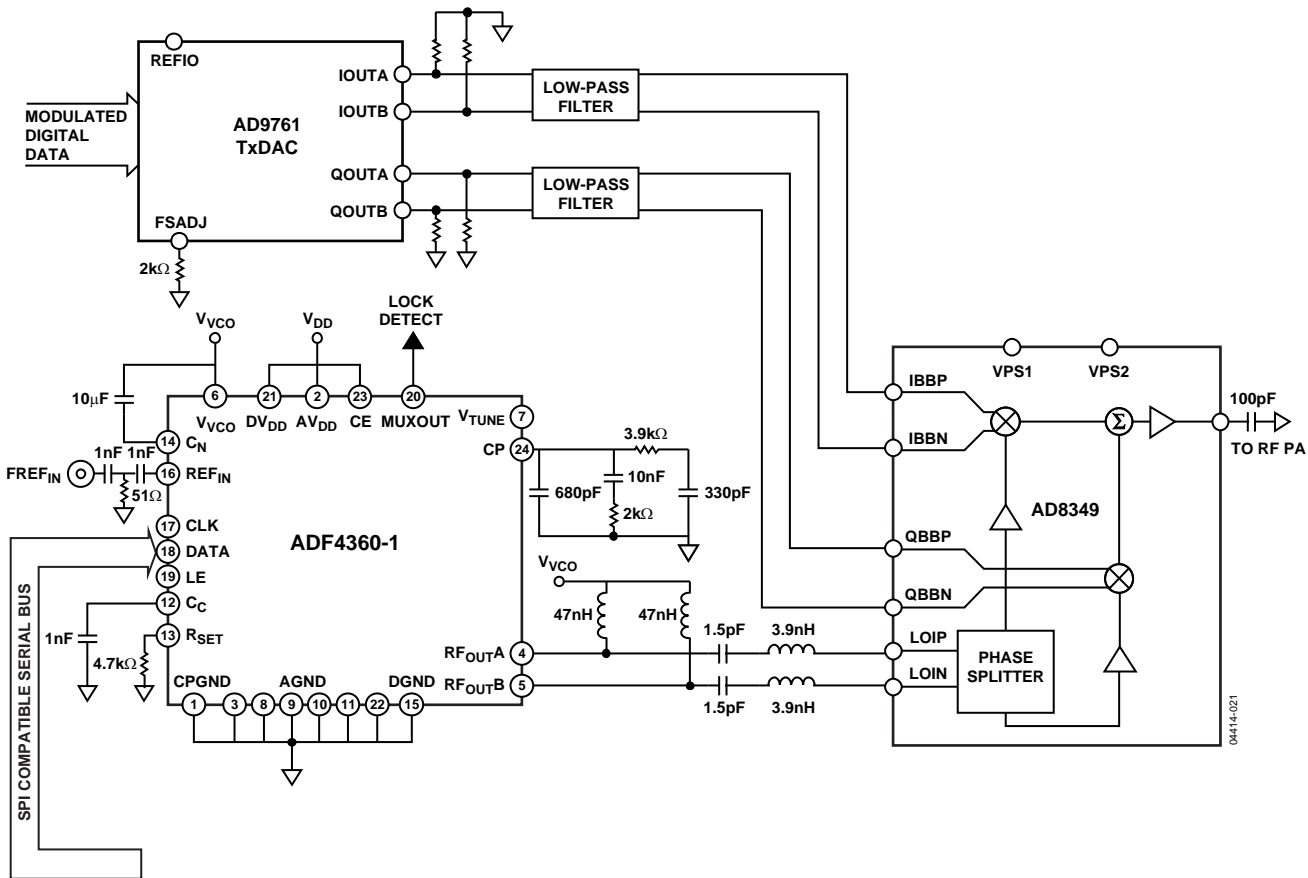 REFIO
IOUTA
IOUTB
AD9761
TxDAC
MODULATED
DIGITAL
DATA
QOUTA
QOUTB
FSADJ
2kΩ
LOW-PASS
FILTER
LOW-PASS
FILTER
LOCK
DETECT
VVCO
VDD
10µF
6
21
2
23
20
VVCO
DVDD
AVDD
CE
MUXOUT
VTUNE
7
14
CN
CP
24
3.9kΩ
1nF
1nF
FREFIN
16
REFIN
51Ω
680pF
10nF
330pF
2kΩ
17
CLK
18
DATA
19
LE
ADF4360-1
12
CC
1nF
13
RSET
4.7kΩ
VVCO
47nH
47nH
1.5pF
3.9nH
RFOUTA
4
RFOUTB
5
1.5pF
3.9nH
CPGND
AGND
DGND
1
3
8
9
10
11
22
15
SPI COMPATIBLE SERIAL BUS
VPS1
VPS2
IBBP
IBBN
Σ
100pF
TO RF PA
AD8349
QBBP
QBBN
LOIP
LOIN
PHASE
SPLITTER
04414-021